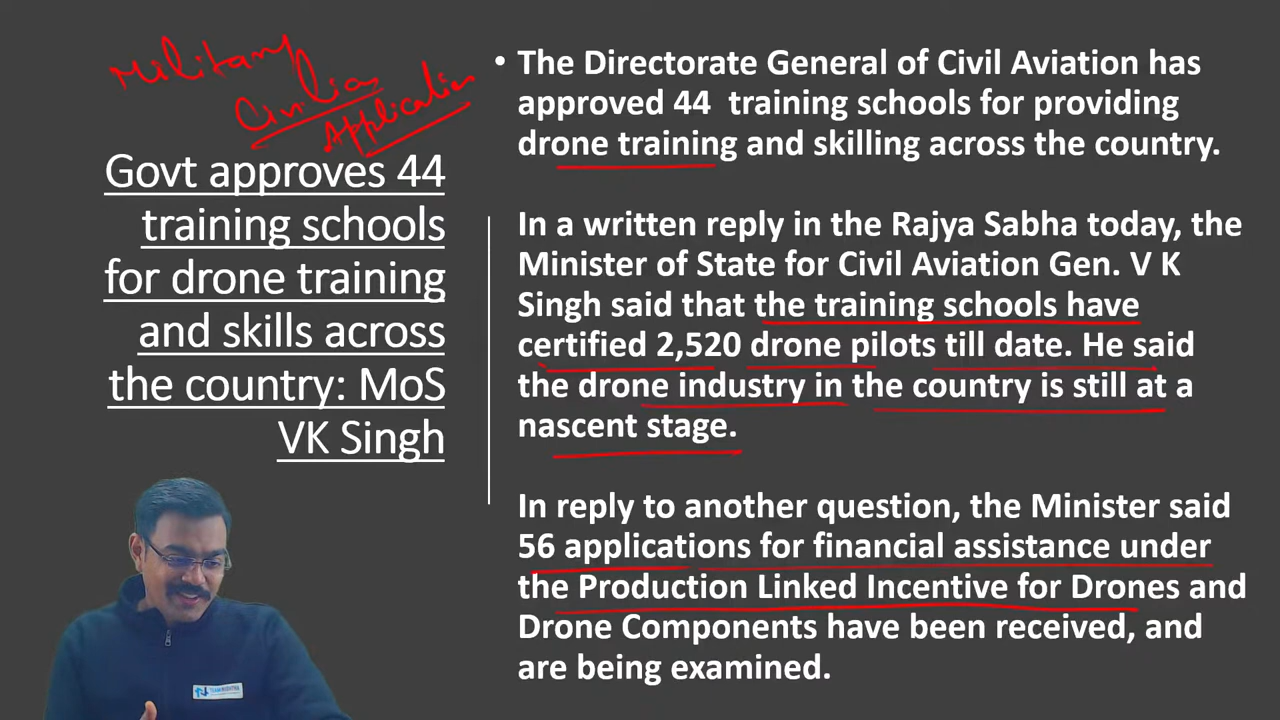 Military
Civilian
Application
Govt approves 44
training schools
for drone training
and skills across
the country: MoS
VK Singh
• The Directorate General of Civil Aviation has
approved 44 training schools for providing
drone training and skilling across the country.
In a written reply in the Rajya Sabha today, the
Minister of State for Civil Aviation Gen. V K
Singh said that the training schools have
certified 2,520 drone pilots till date. He said
the drone industry in the country is still at a
nascent stage.
In reply to another question, the Minister said
56 applications for financial assistance under
the Production Linked Incentive for Drones and
Drone Components have been received, and
are being examined.